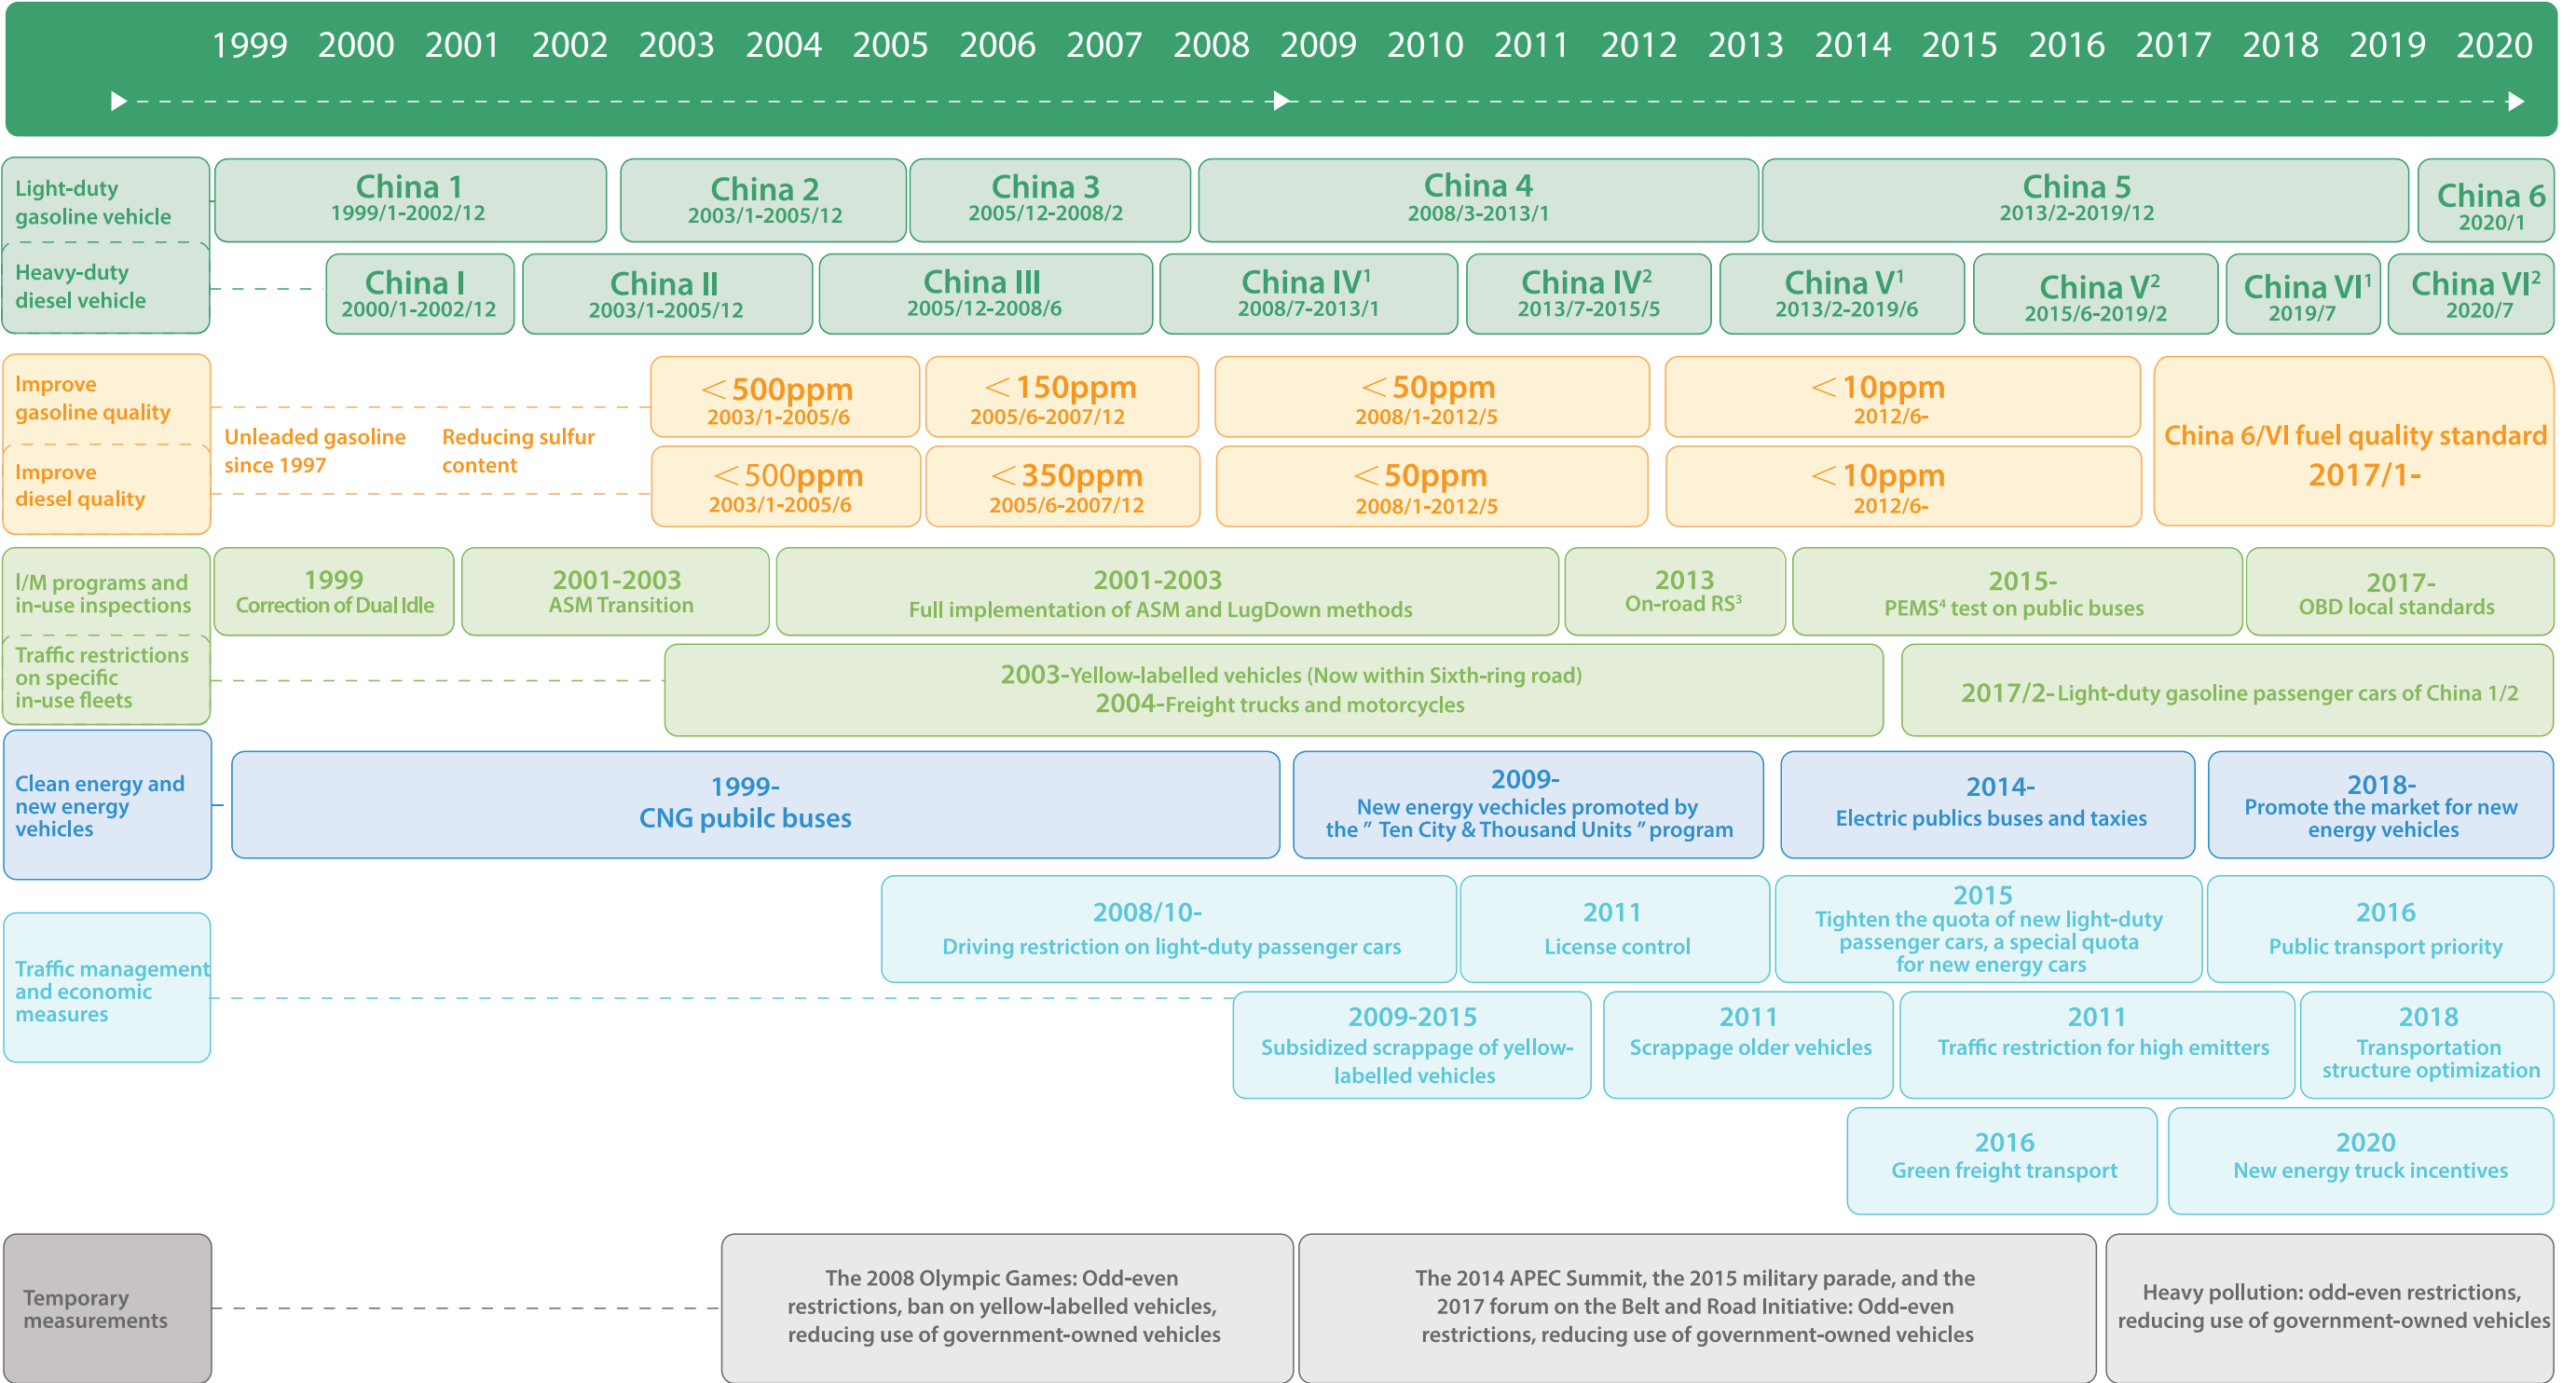 1999 2000 2001 2002 2003 2004 2005 2006 2007 2008 2009 2010 2011 2012 2013 2014 2015 2016 2017 2018 2019 2020
Light-duty
gasoline vehicle
China 1
1999/1-2002/12
China 2
2003/1-2005/12
China 3
2005/12-2008/2
China 4
2008/3-2013/1
China 5
2013/2-2019/12
China 6
2020/1
Heavy-duty
diesel vehicle
China I
2000/1-2002/12
China II
2003/1-2005/12
China III
2005/12-2008/6
China IV¹
2008/7-2013/1
China IV²
2013/7-2015/5
China V¹
2013/2-2019/6
China V²
2015/6-2019/2
China VI¹
2019/7
China VI²
2020/7
Improve
gasoline quality
Improve
diesel quality
Unleaded gasoline
since 1997
Reducing sulfur
content
<500ppm
2003/1-2005/6
<150ppm
2005/6-2007/12
<50ppm
2008/1-2012/5
<10ppm
2012/6-
<500ppm
2003/1-2005/6
<350ppm
2005/6-2007/12
<50ppm
2008/1-2012/5
<10ppm
2012/6-
China 6/VI fuel quality standard
2017/1-
I/M programs and
in-use inspections
1999
Correction of Dual Idle
2001-2003
ASM Transition
2001-2003
Full implementation of ASM and LugDown methods
2013
On-road RS³
2015-
PEMS⁴ test on public buses
2017-
OBD local standards
Traffic restrictions
on specific
in-use fleets
2003-Yellow-labelled vehicles (Now within Sixth-ring road)
2004-Freight trucks and motorcycles
2017/2- Light-duty gasoline passenger cars of China 1/2
Clean energy and
new energy
vehicles
1999-
CNG pubilc buses
2009-
New energy vechicles promoted by
the ” Ten City & Thousand Units ” program
2014-
Electric publics buses and taxies
2018-
Promote the market for new
energy vehicles
Traffic management
and economic
measures
2008/10-
Driving restriction on light-duty passenger cars
2011
License control
2015
Tighten the quota of new light-duty
passenger cars, a special quota
for new energy cars
2016
Public transport priority
2009-2015
Subsidized scrappage of yellow-
labelled vehicles
2011
Scrappage older vehicles
2011
Traffic restriction for high emitters
2018
Transportation
structure optimization
2016
Green freight transport
2020
New energy truck incentives
Temporary
measurements
The 2008 Olympic Games: Odd-even
restrictions, ban on yellow-labelled vehicles,
reducing use of government-owned vehicles
The 2014 APEC Summit, the 2015 military parade, and the
2017 forum on the Belt and Road Initiative: Odd-even
restrictions, reducing use of government-owned vehicles
Heavy pollution: odd-even restrictions,
reducing use of government-owned vehicles